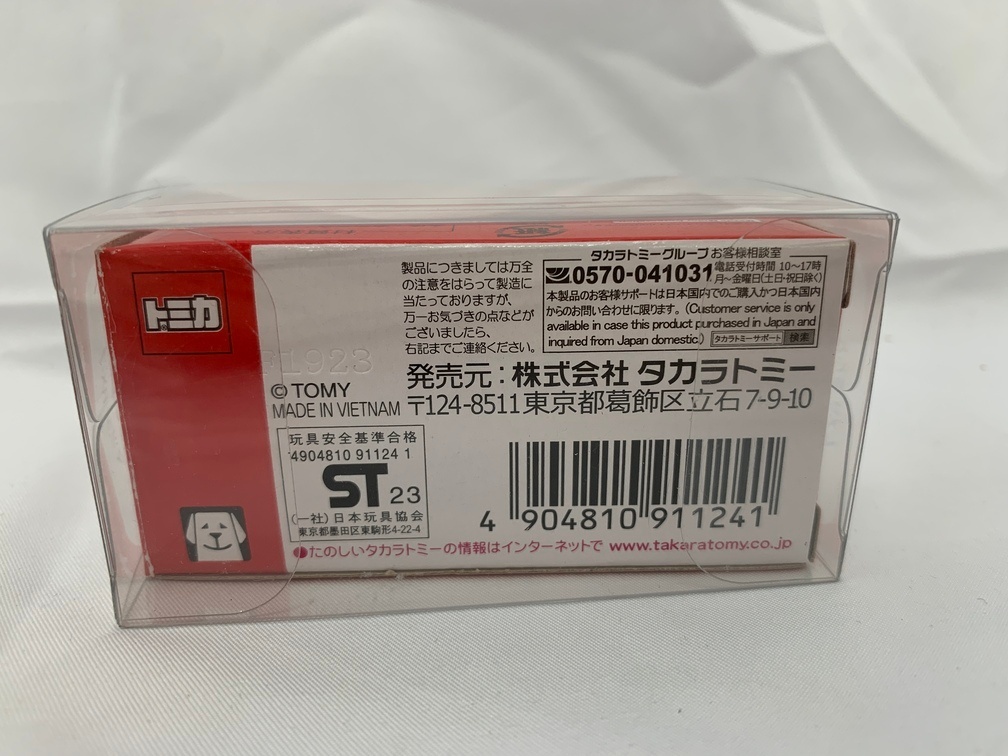 トミカ
製品につきましては万全
の注意をはらって製造に
当たっておりますが、
万一お気づきの点などが
ございましたら、
右記までご連絡ください。
タカラトミーグループお客様相談室
0570-041031 電話受付時間 10～17時
月～金曜日(土日・祝日除く)
本製品のお客様サポートは日本国内でのご購入かつ日本国内
からのお問い合わせに限ります。(Customer service is only
available in case this product purchased in Japan and
inquired from Japan domestic.) タカラトミーサポート 検索
F1923
© TOMY
MADE IN VIETNAM
発売元：株式会社 タカラトミー
〒124-8511 東京都葛飾区立石7-9-10
玩具安全基準合格
4904810 91124 1
ST 23
(一社)日本玩具協会
東京都墨田区東駒形4-22-4
4 904810 911241
●たのしいタカラトミーの情報はインターネットで www.takaratomy.co.jp